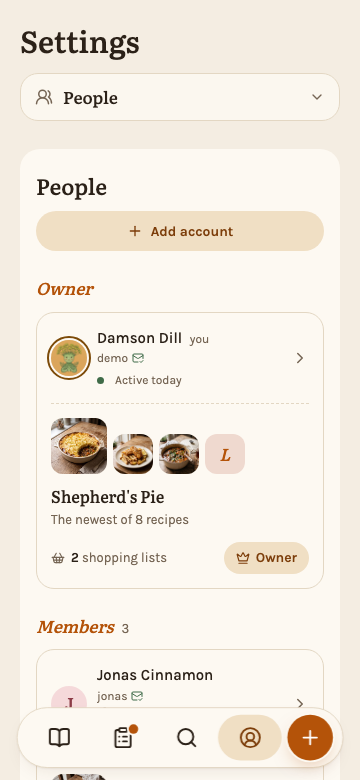 Settings
People
People
Add account
Owner
Damson Dill you
demo
Active today
L
Shepherd's Pie
The newest of 8 recipes
2 shopping lists
Owner
Members 3
Jonas Cinnamon
jonas
J